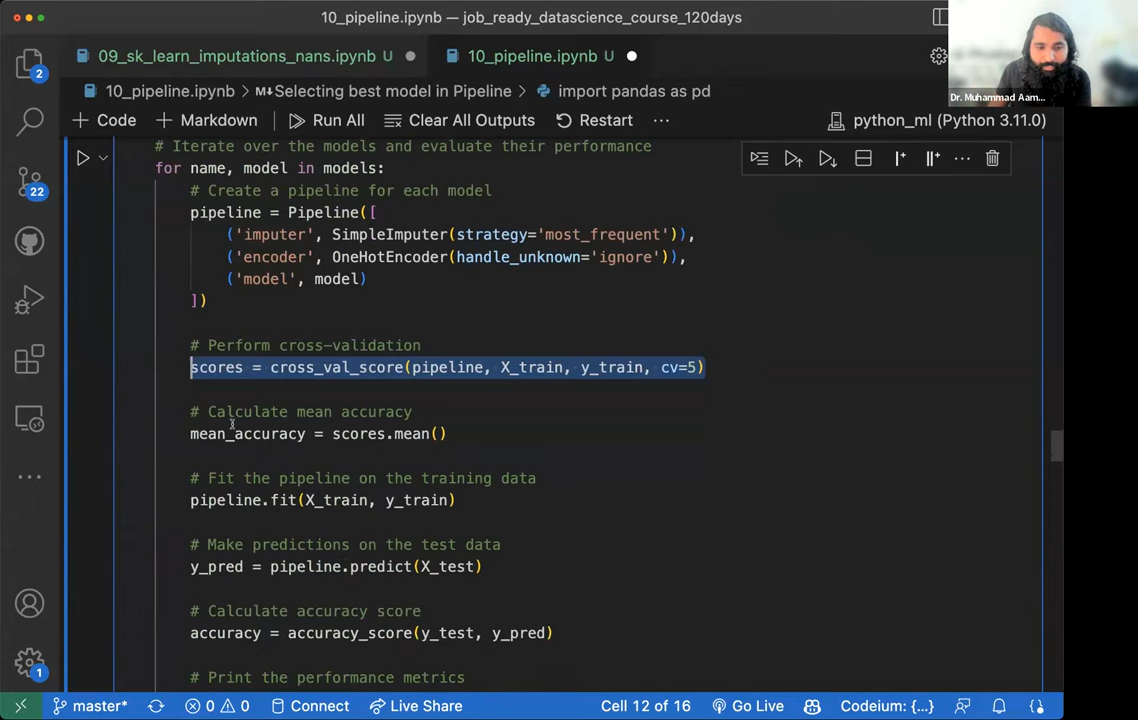 10_pipeline.ipynb — job_ready_datascience_course_120days
09_sk_learn_imputations_nans.ipynb U
10_pipeline.ipynb U
10_pipeline.ipynb > M↓Selecting best model in Pipeline > import pandas as pd
Dr. Muhammad Aam...
+ Code + Markdown Run All Clear All Outputs Restart ... python_ml (Python 3.11.0)
# Iterate over the models and evaluate their performance
for name, model in models:
# Create a pipeline for each model
pipeline = Pipeline([
('imputer', SimpleImputer(strategy='most_frequent')),
('encoder', OneHotEncoder(handle_unknown='ignore')),
('model', model)
])
# Perform cross-validation
scores = cross_val_score(pipeline, X_train, y_train, cv=5)
# Calculate mean accuracy
mean_accuracy = scores.mean()
# Fit the pipeline on the training data
pipeline.fit(X_train, y_train)
# Make predictions on the test data
y_pred = pipeline.predict(X_test)
# Calculate accuracy score
accuracy = accuracy_score(y_test, y_pred)
# Print the performance metrics
2
22
1
master* 0 0 Connect Live Share Cell 12 of 16 Go Live Codeium: {...}